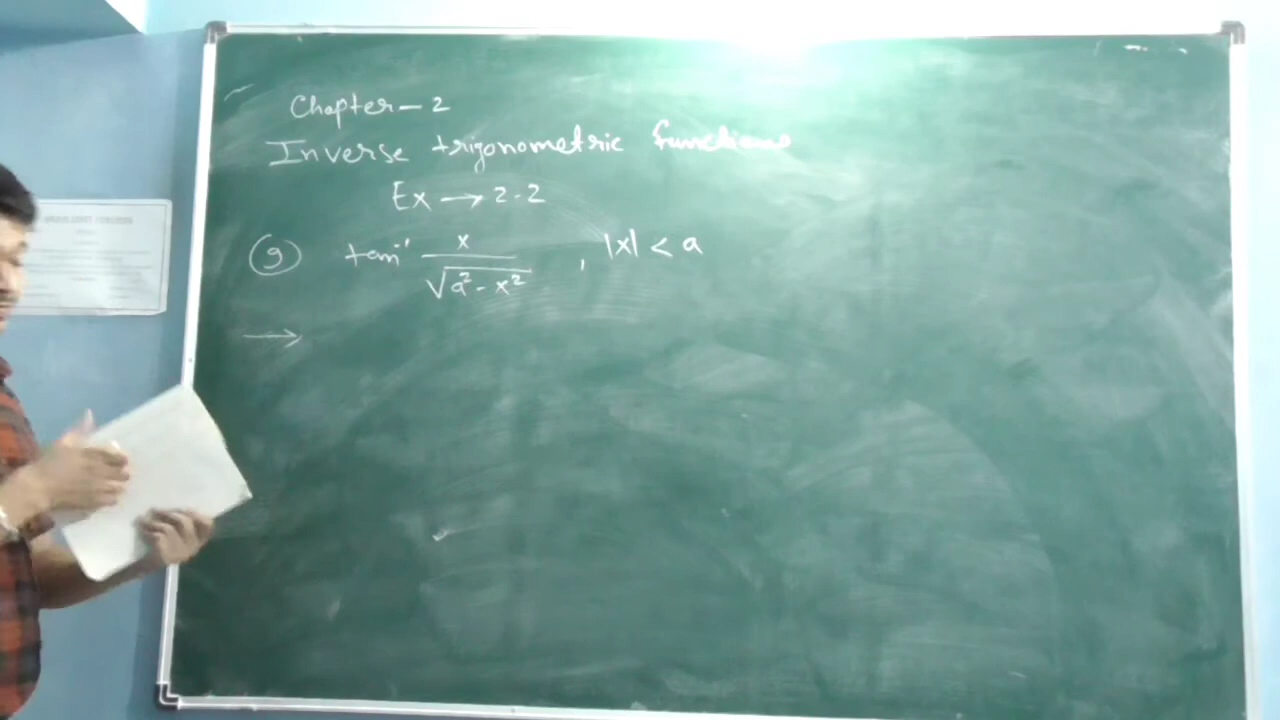 Chapter - 2
Inverse trigonometric functions
Ex → 2.2
⑨ tan⁻¹ x / √(a² - x²) , |x| < a
→